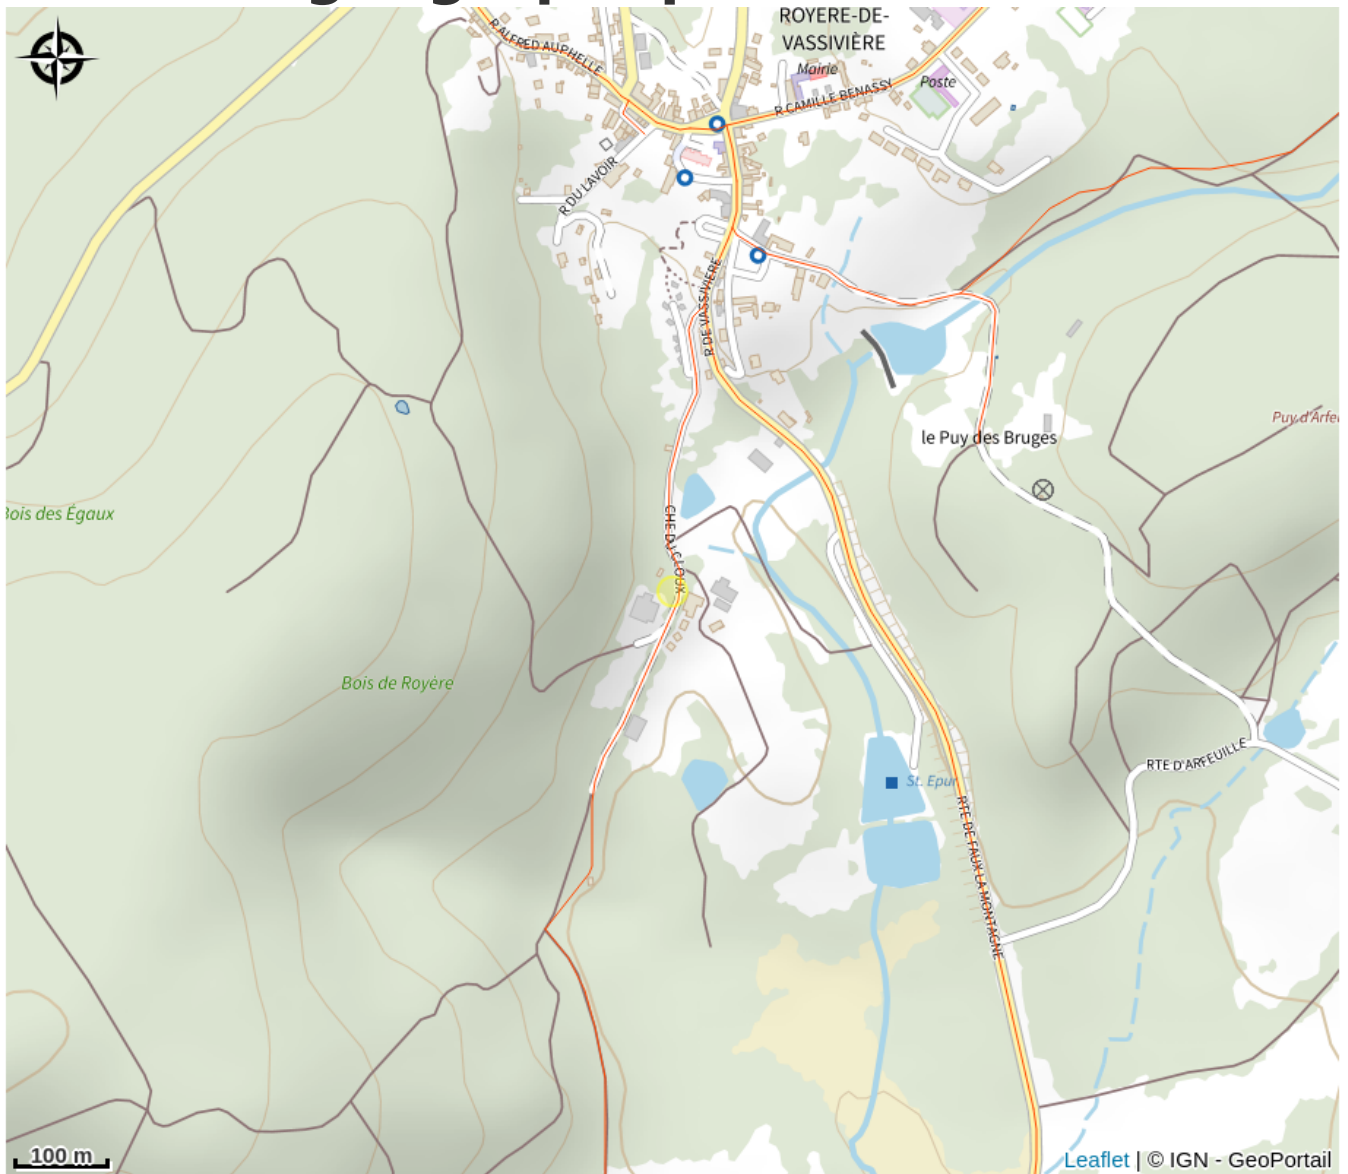 ROYERE-DE-
VASSIVIÈRE
R ALFRED AUPHELLE
Mairie
Poste
R CAMILLE BENASSY
R DU LAVOIR
R DE VASSIVIERE
le Puy des Bruges
Bois des Égaux
CHE DU CLOUX
Bois de Royère
RTE D'ARFEUILLE
St. Epur
RTE DE FAUX LA MONTAGNE
100 m
Leaflet | © IGN - GeoPortail